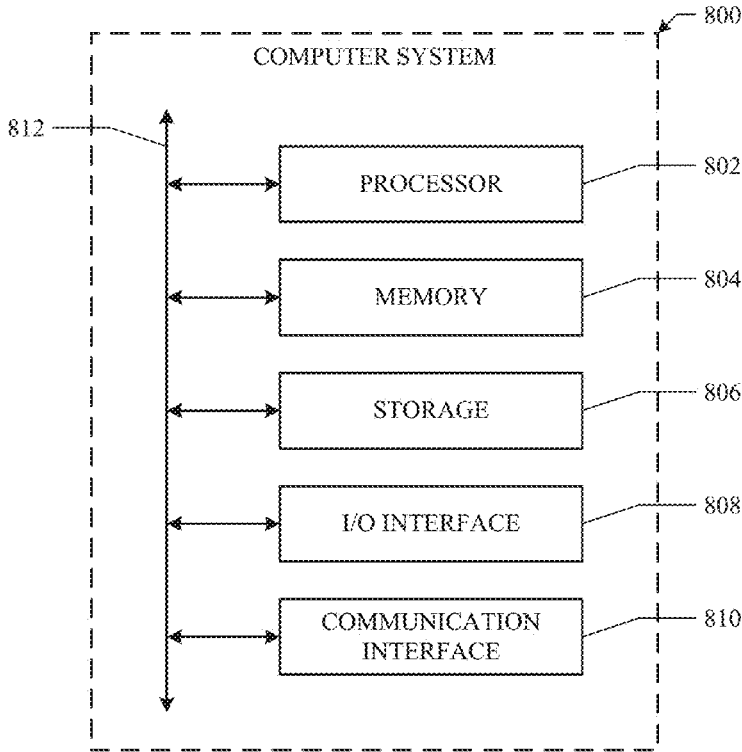 800
COMPUTER SYSTEM
812
PROCESSOR
802
MEMORY
804
STORAGE
806
I/O INTERFACE
808
COMMUNICATION
INTERFACE
810